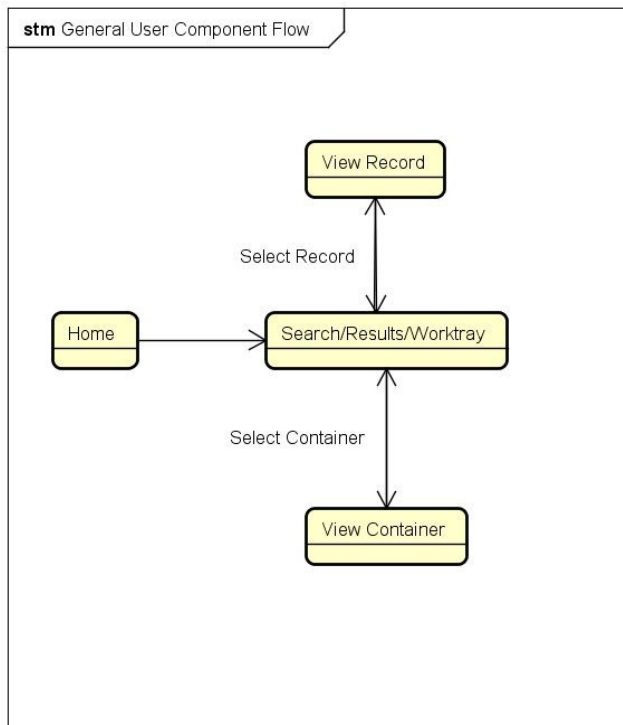 stm General User Component Flow
View Record
Select Record
Home
Search/Results/Worktray
Select Container
View Container